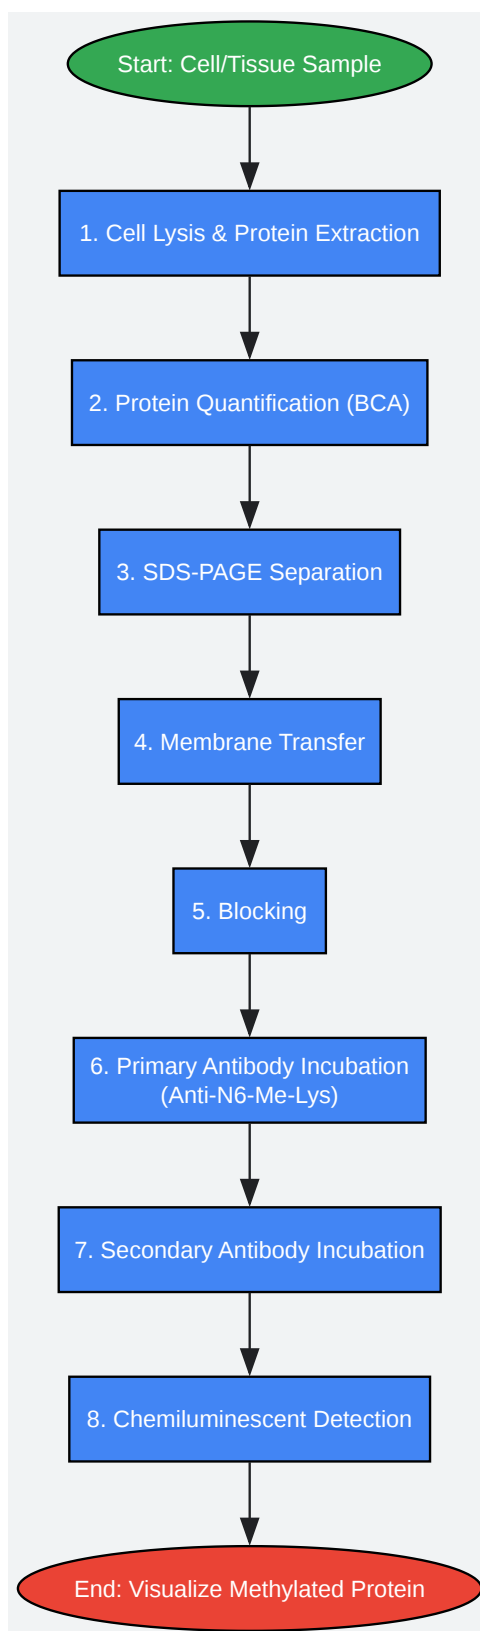 Start: Cell/Tissue Sample
1. Cell Lysis & Protein Extraction
2. Protein Quantification (BCA)
3. SDS-PAGE Separation
4. Membrane Transfer
5. Blocking
6. Primary Antibody Incubation
(Anti-N6-Me-Lys)
7. Secondary Antibody Incubation
8. Chemiluminescent Detection
End: Visualize Methylated Protein